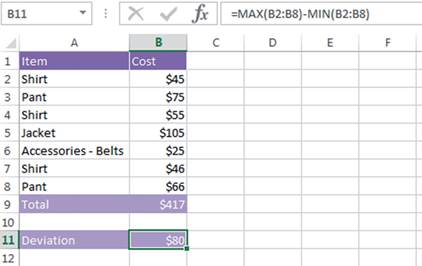 B11 fx =MAX(B2:B8)-MIN(B2:B8)
A B C D E F
1 Item Cost
2 Shirt $45
3 Pant $75
4 Shirt $55
5 Jacket $105
6 Accessories - Belts $25
7 Shirt $46
8 Pant $66
9 Total $417
10
11 Deviation $80
12